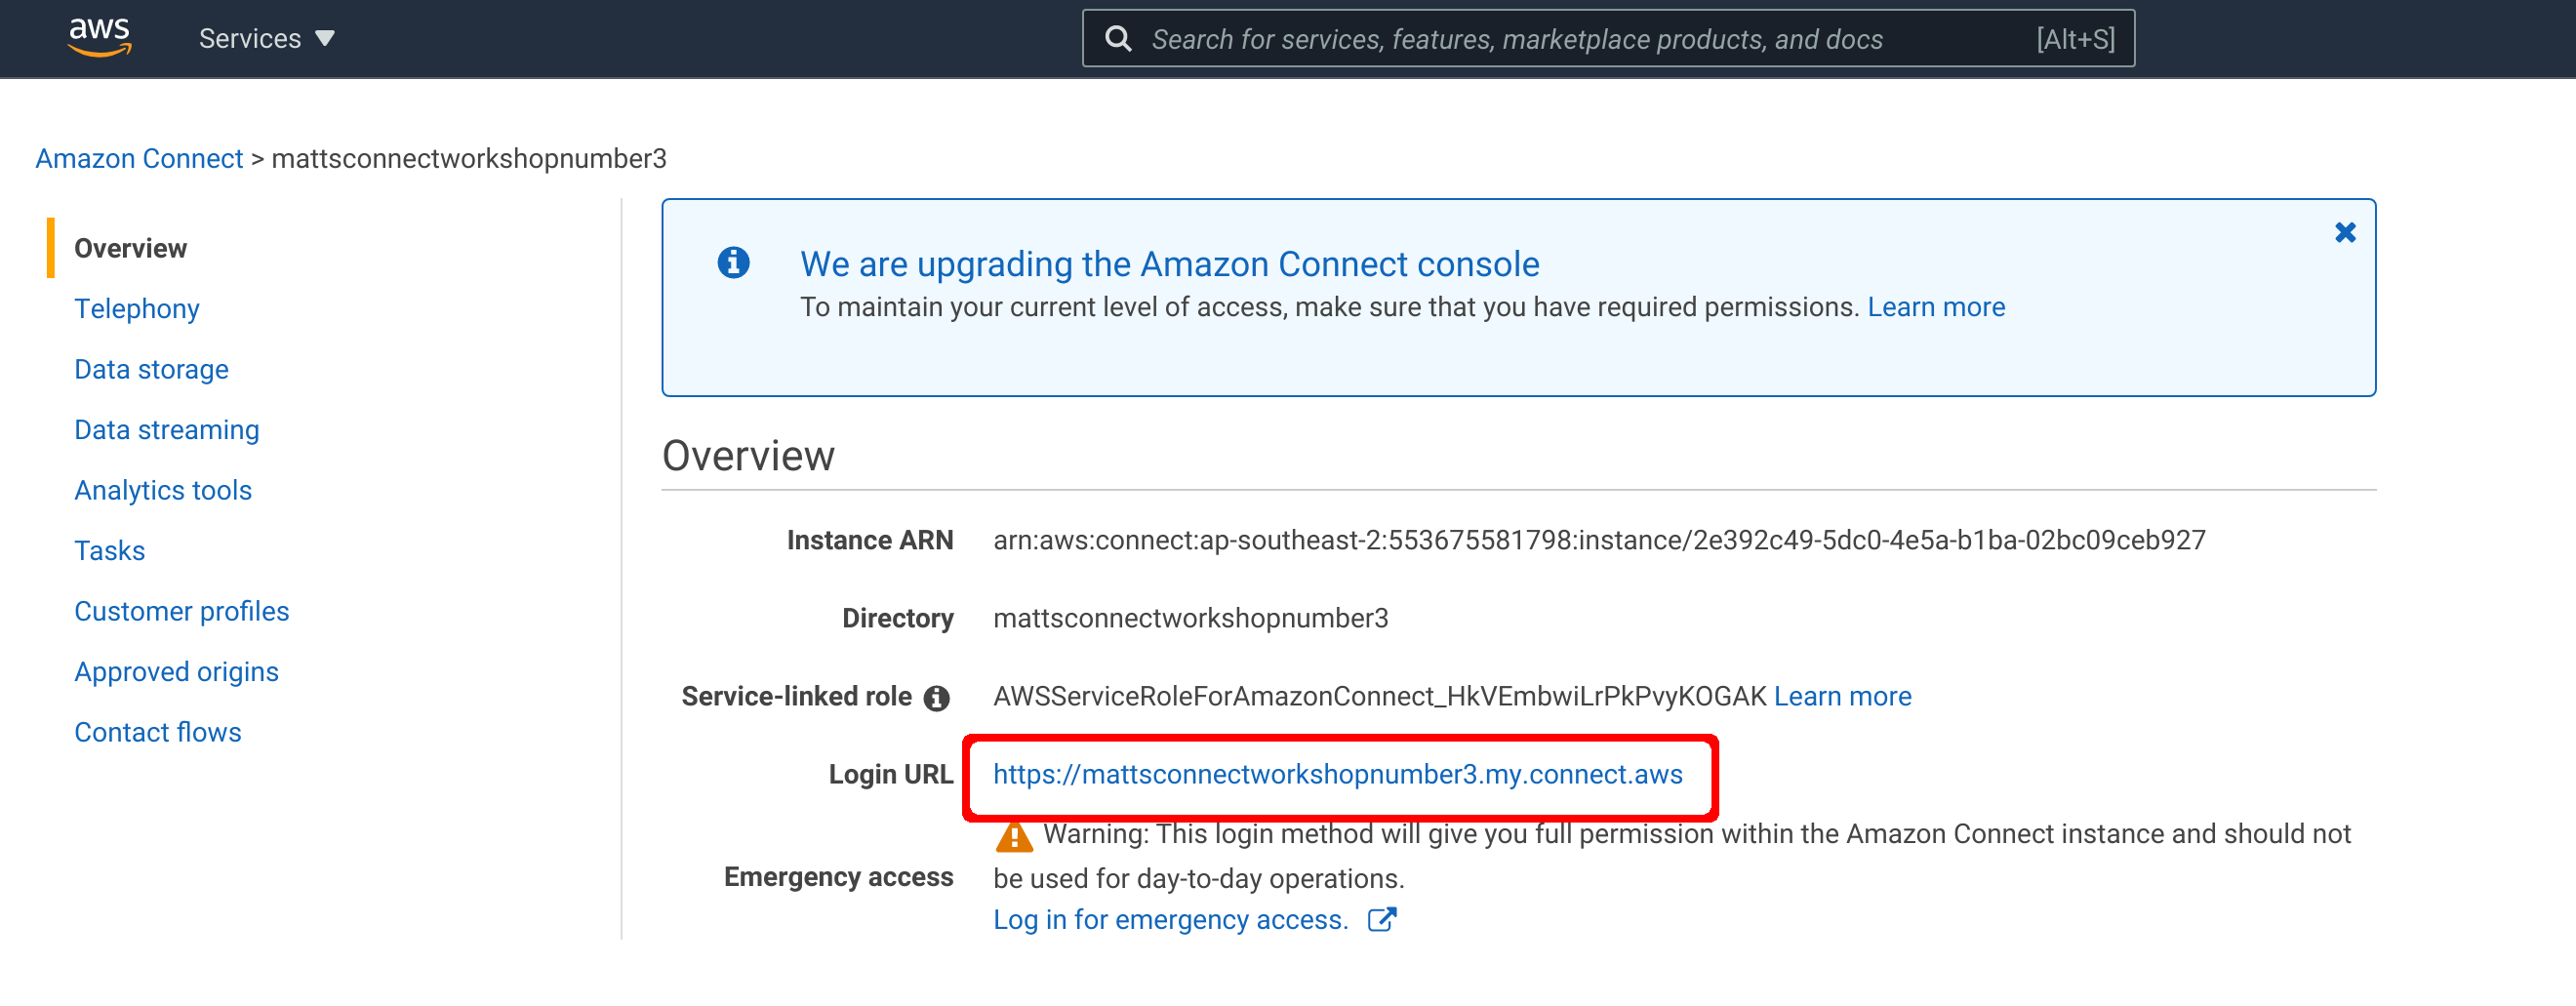 aws
Services
Search for services, features, marketplace products, and docs [Alt+S]
Amazon Connect > mattsconnectworkshopnumber3
Overview
Telephony
Data storage
Data streaming
Analytics tools
Tasks
Customer profiles
Approved origins
Contact flows
We are upgrading the Amazon Connect console
To maintain your current level of access, make sure that you have required permissions. Learn more
Overview
Instance ARN arn:aws:connect:ap-southeast-2:553675581798:instance/2e392c49-5dc0-4e5a-b1ba-02bc09ceb927
Directory mattsconnectworkshopnumber3
Service-linked role AWSServiceRoleForAmazonConnect_HkVEmbwiLrPkPvyKOGAK Learn more
Login URL https://mattsconnectworkshopnumber3.my.connect.aws
Warning: This login method will give you full permission within the Amazon Connect instance and should not
Emergency access be used for day-to-day operations.
Log in for emergency access.